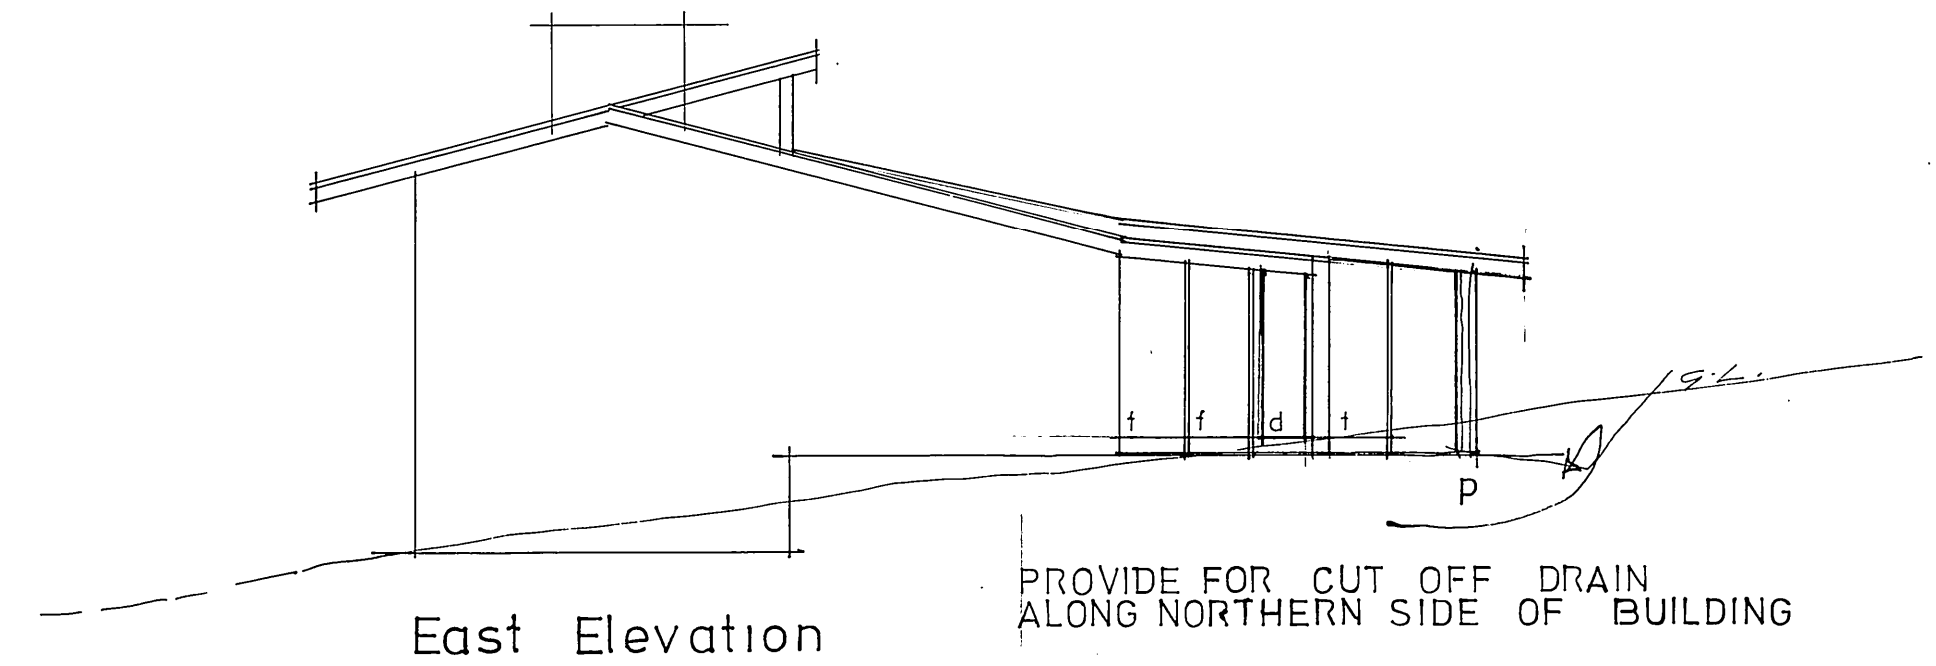 t f d t
G.L.
p
PROVIDE FOR CUT OFF DRAIN
ALONG NORTHERN SIDE OF BUILDING
East Elevation